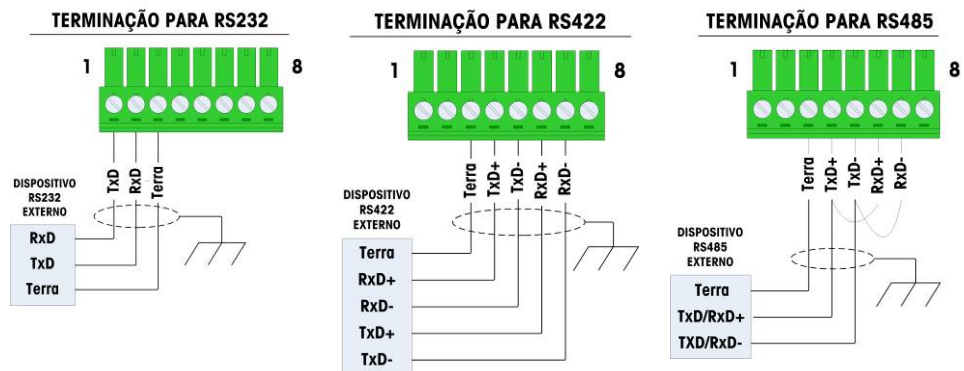 TERMINAÇÃO PARA RS232
1
8
TxD
RxD
Terra
DISPOSITIVO
RS232
EXTERNO
RxD
TxD
Terra
TERMINAÇÃO PARA RS422
1
8
Terra
TxD+
TxD-
RxD+
RxD-
DISPOSITIVO
RS422
EXTERNO
Terra
RxD+
RxD-
TxD+
TxD-
TERMINAÇÃO PARA RS485
1
8
Terra
TxD+
TxD-
RxD+
RxD-
DISPOSITIVO
RS485
EXTERNO
Terra
TxD/RxD+
TXD/RxD-